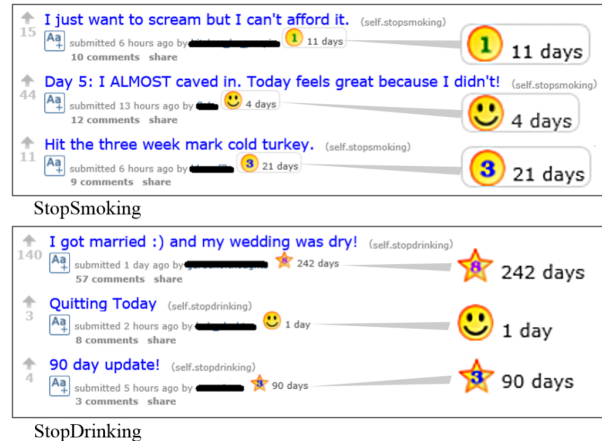 I just want to scream but I can't afford it. (self.stopsmoking)
15
Aa+ submitted 6 hours ago by 1 11 days
10 comments share
1 11 days
Day 5: I ALMOST caved in. Today feels great because I didn't! (self.stopsmoking)
44
Aa+ submitted 13 hours ago by 4 days
12 comments share
4 days
Hit the three week mark cold turkey. (self.stopsmoking)
11
Aa+ submitted 6 hours ago by 3 21 days
9 comments share
3 21 days
StopSmoking
I got married :) and my wedding was dry! (self.stopdrinking)
140
Aa+ submitted 1 day ago by 8 242 days
57 comments share
8 242 days
Quitting Today (self.stopdrinking)
3
Aa+ submitted 2 hours ago by 1 day
8 comments share
1 day
90 day update! (self.stopdrinking)
4
Aa+ submitted 5 hours ago by 3 90 days
3 comments share
3 90 days
StopDrinking